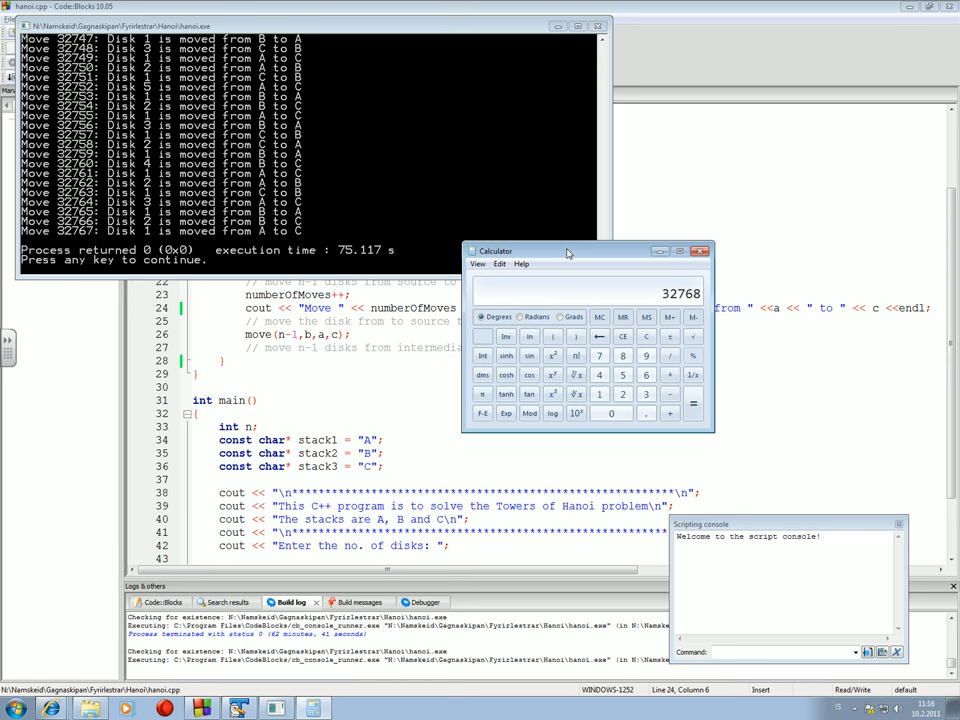 hanoi.cpp - Code::Blocks 10.05
N:\Namskeid\Gagnaskipan\Fyrirlestrar\Hanoi\hanoi.exe
Move 32747: Disk 1 is moved from B to A
Move 32748: Disk 3 is moved from C to B
Move 32749: Disk 1 is moved from A to C
Move 32750: Disk 2 is moved from A to B
Move 32751: Disk 1 is moved from C to B
Move 32752: Disk 5 is moved from A to C
Move 32753: Disk 1 is moved from B to A
Move 32754: Disk 2 is moved from B to C
Move 32755: Disk 1 is moved from A to C
Move 32756: Disk 3 is moved from B to A
Move 32757: Disk 1 is moved from C to B
Move 32758: Disk 2 is moved from C to A
Move 32759: Disk 1 is moved from B to A
Move 32760: Disk 4 is moved from B to C
Move 32761: Disk 1 is moved from A to C
Move 32762: Disk 2 is moved from A to B
Move 32763: Disk 1 is moved from C to B
Move 32764: Disk 3 is moved from A to C
Move 32765: Disk 1 is moved from B to A
Move 32766: Disk 2 is moved from B to C
Move 32767: Disk 1 is moved from A to C
Process returned 0 (0x0)   execution time : 75.117 s
Press any key to continue.
Calculator
View Edit Help
32768
Degrees Radians Grads MC MR MS M+ M-
Inv ln ( ) ← CE C ± √
Int sinh sin x² n! 7 8 9 / %
dms cosh cos xʸ ʸ√x 4 5 6 * 1/x
π tanh tan x³ ³√x 1 2 3 - =
F-E Exp Mod log 10ˣ 0 , +
22 // move n-1 disks from source to
23 numberOfMoves++;
24 cout << "Move " << numberOfMoves from " <<a << " to " << c <<endl;
25 // move the disk from to source t
26 move(n-1,b,a,c);
27 // move n-1 disks from intermedia
28 }
29 }
30
31 int main()
32 {
33 int n;
34 const char* stack1 = "A";
35 const char* stack2 = "B";
36 const char* stack3 = "C";
38 cout << "\n**********************************************************\n";
39 cout << "This C++ program is to solve the Towers of Hanoi problem\n";
40 cout << "The stacks are A, B and C\n";
41 cout << "\n**********************************************************
42 cout << "Enter the no. of disks: ";
43
Scripting console
Welcome to the script console!
Command:
Logs & others
Code::Blocks Search results Build log Build messages Debugger
Checking for existence: N:\Namskeid\Gagnaskipan\Fyrirlestrar\Hanoi\hanoi.exe
Executing: C:\Program Files\CodeBlocks/cb_console_runner.exe "N:\Namskeid\Gagnaskipan\Fyrirlestrar\Hanoi\hanoi.exe" (in N:\Namske
Process terminated with status 0 (62 minutes, 41 seconds)
Checking for existence: N:\Namskeid\Gagnaskipan\Fyrirlestrar\Hanoi\hanoi.exe
Executing: C:\Program Files\CodeBlocks/cb_console_runner.exe "N:\Namskeid\Gagnaskipan\Fyrirlestrar\Hanoi\hanoi.exe" (in N:\Namske
N:\Namskeid\Gagnaskipan\Fyrirlestrar\Hanoi\hanoi.cpp WINDOWS-1252 Line 24, Column 6 Insert Read/Write default
IS 11:16
10.2.2011